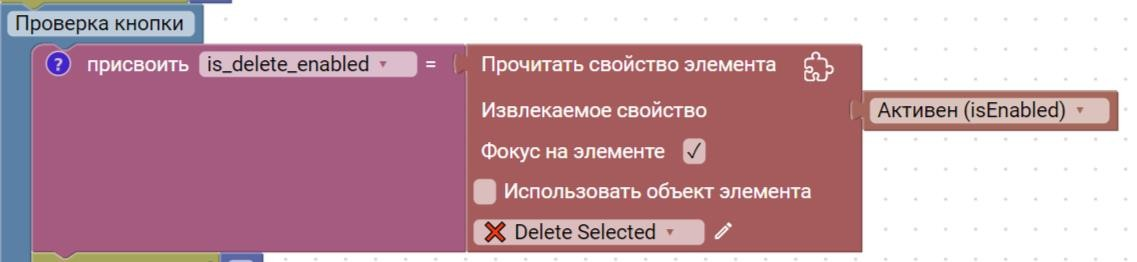 Проверка кнопки
? присвоить is_delete_enabled = Прочитать свойство элемента
Извлекаемое свойство Активен (isEnabled)
Фокус на элементе
Использовать объект элемента
Delete Selected